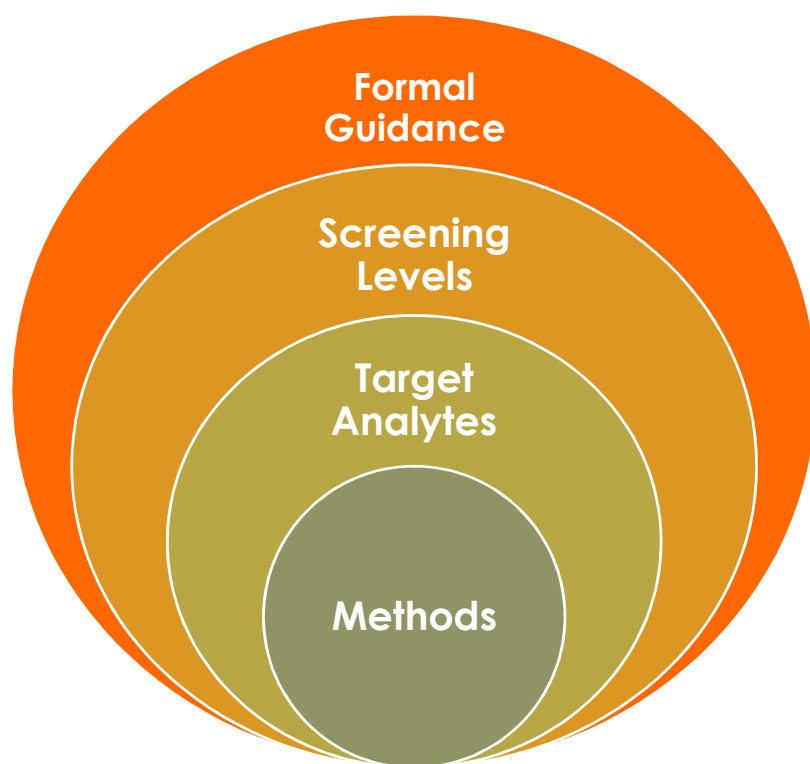 Formal
Guidance
Screening
Levels
Target
Analytes
Methods